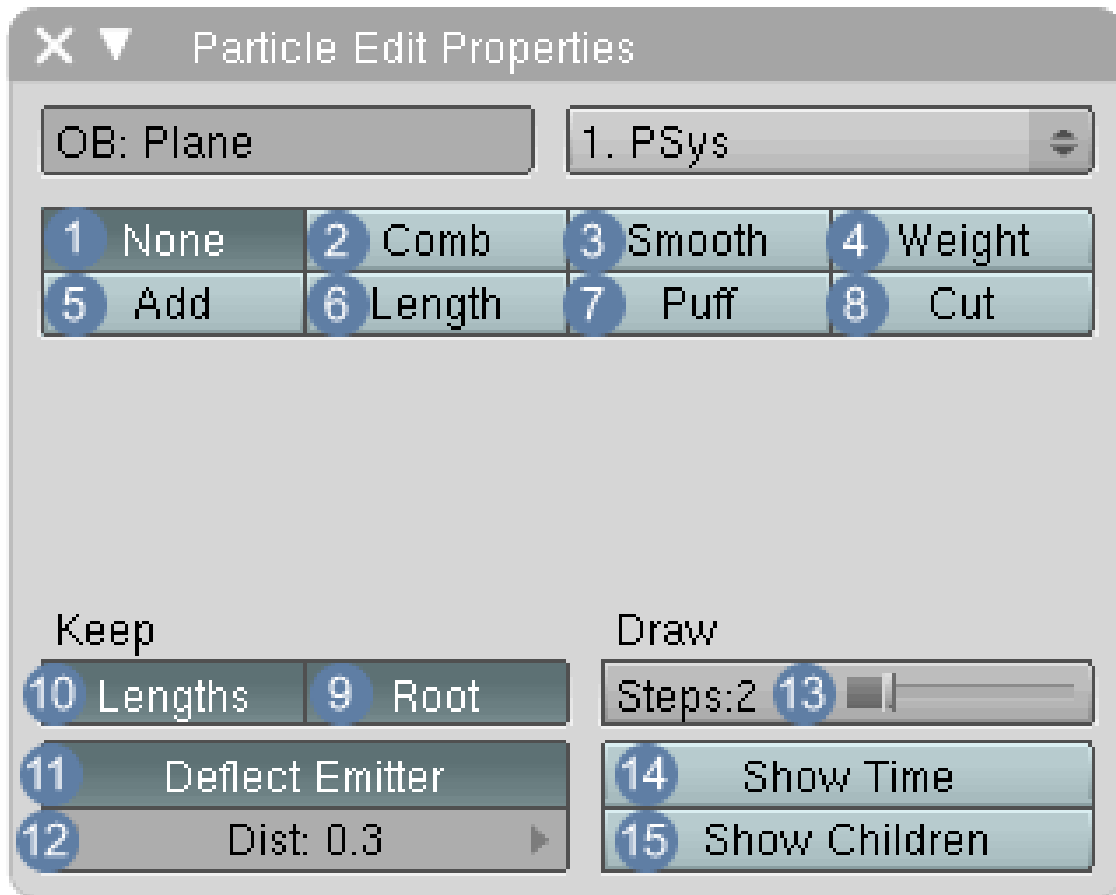 Particle Edit Properties
OB: Plane 1. PSys
1 None 2 Comb 3 Smooth 4 Weight
5 Add 6 Length 7 Puff 8 Cut
Keep Draw
10 Lengths 9 Root Steps:2 13
11 Deflect Emitter 14 Show Time
12 Dist: 0.3 15 Show Children